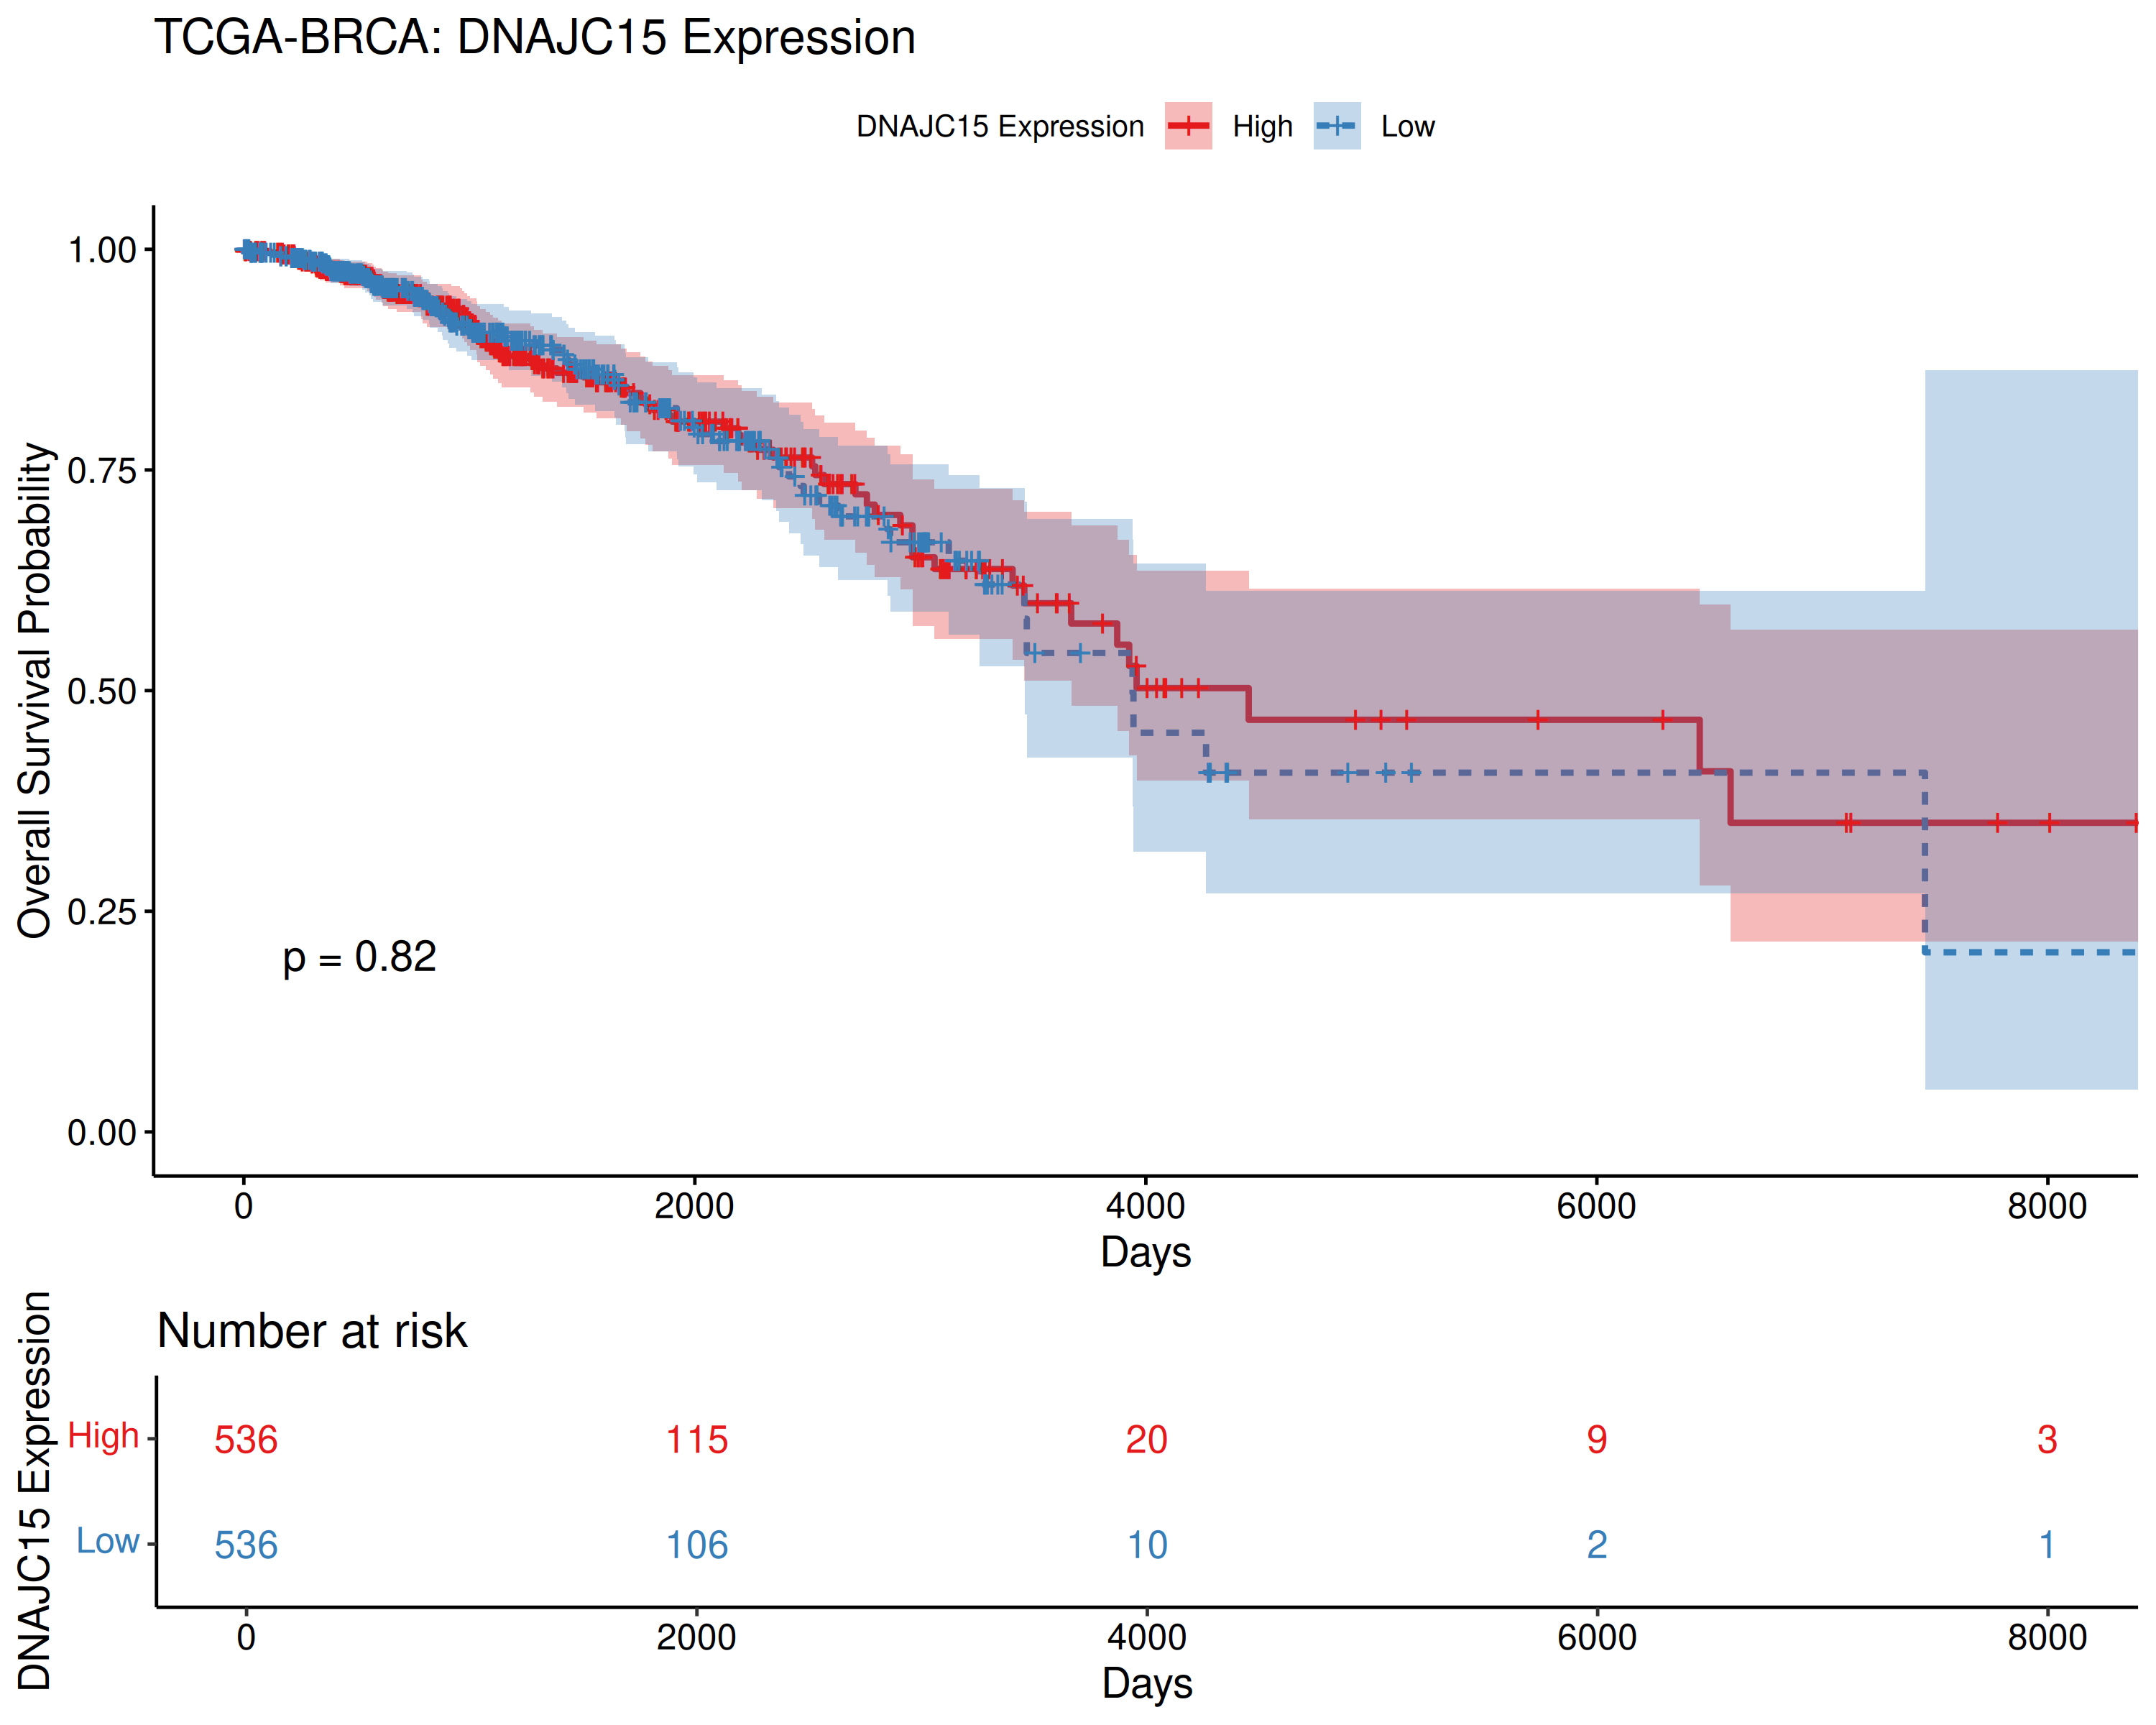 TCGA-BRCA: DNAJC15 Expression
DNAJC15 Expression High Low
Overall Survival Probability
1.00
0.75
0.50
0.25
0.00
p = 0.82
0 2000 4000 6000 8000
Days
Number at risk
DNAJC15 Expression
High 536 115 20 9 3
Low 536 106 10 2 1
0 2000 4000 6000 8000
Days